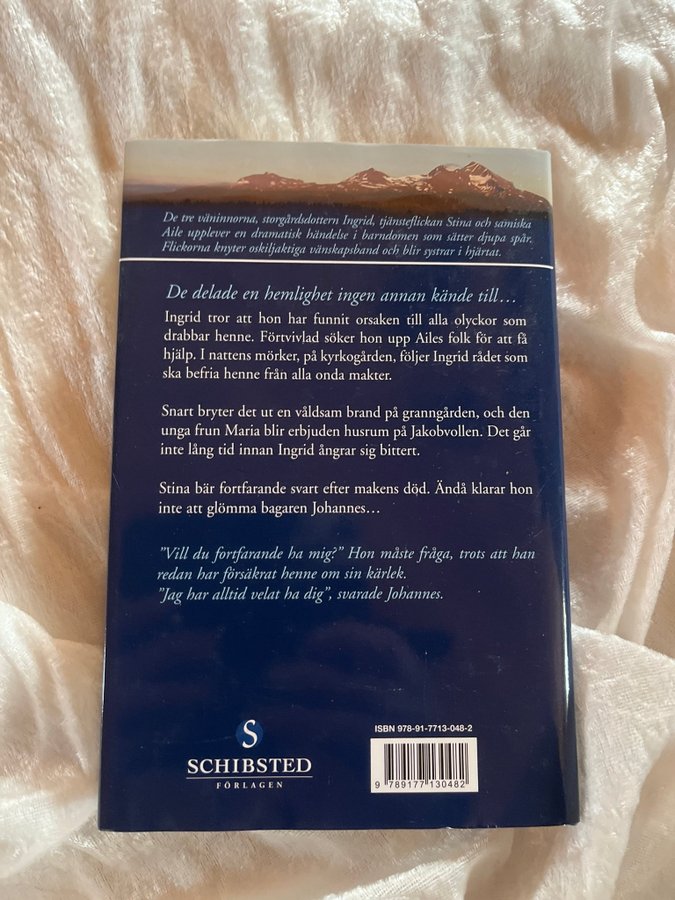 De tre väninnorna, storgårdsdottern Ingrid, tjänsteflickan Stina och samiska
Aile upplever en dramatisk händelse i barndomen som sätter djupa spår.
Flickorna knyter oskiljaktiga vänskapsband och blir systrar i hjärtat.
De delade en hemlighet ingen annan kände till…
Ingrid tror att hon har funnit orsaken till alla olyckor som
drabbar henne. Förtvivlad söker hon upp Ailes folk för att få
hjälp. I nattens mörker, på kyrkogården, följer Ingrid rådet som
ska befria henne från alla onda makter.
Snart bryter det ut en våldsam brand på granngården, och den
unga frun Maria blir erbjuden husrum på Jakobvollen. Det går
inte lång tid innan Ingrid ångrar sig bittert.
Stina bär fortfarande svart efter makens död. Ändå klarar hon
inte att glömma bagaren Johannes…
”Vill du fortfarande ha mig?” Hon måste fråga, trots att han
redan har försäkrat henne om sin kärlek.
”Jag har alltid velat ha dig”, svarade Johannes.
ISBN 978-91-7713-048-2
S
SCHIBSTED
FÖRLAGEN
9 789177 130482